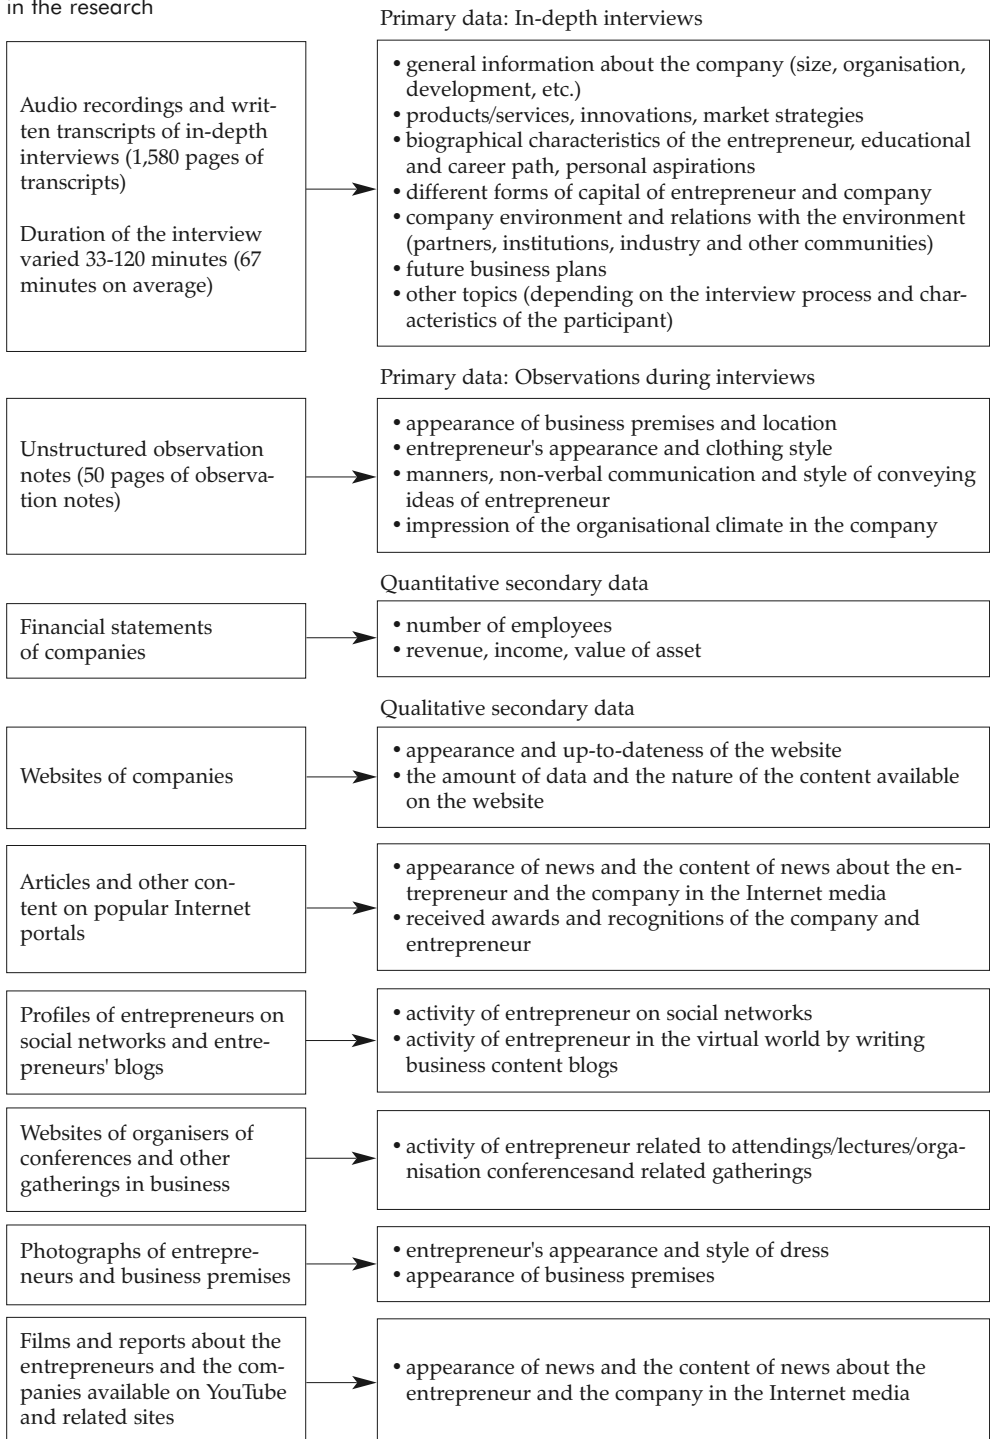 in the research
Primary data: In-depth interviews
Audio recordings and writ-
ten transcripts of in-depth
interviews (1,580 pages of
transcripts)
Duration of the interview
varied 33-120 minutes (67
minutes on average)
• general information about the company (size, organisation,
development, etc.)
• products/services, innovations, market strategies
• biographical characteristics of the entrepreneur, educational
and career path, personal aspirations
• different forms of capital of entrepreneur and company
• company environment and relations with the environment
(partners, institutions, industry and other communities)
• future business plans
• other topics (depending on the interview process and char-
acteristics of the participant)
Primary data: Observations during interviews
Unstructured observation
notes (50 pages of observa-
tion notes)
• appearance of business premises and location
• entrepreneur's appearance and clothing style
• manners, non-verbal communication and style of conveying
ideas of entrepreneur
• impression of the organisational climate in the company
Quantitative secondary data
Financial statements
of companies
• number of employees
• revenue, income, value of asset
Qualitative secondary data
Websites of companies
• appearance and up-to-dateness of the website
• the amount of data and the nature of the content available
on the website
Articles and other con-
tent on popular Internet
portals
• appearance of news and the content of news about the en-
trepreneur and the company in the Internet media
• received awards and recognitions of the company and
entrepreneur
Profiles of entrepreneurs on
social networks and entre-
preneurs' blogs
• activity of entrepreneur on social networks
• activity of entrepreneur in the virtual world by writing
business content blogs
Websites of organisers of
conferences and other
gatherings in business
• activity of entrepreneur related to attendings/lectures/orga-
nisation conferencesand related gatherings
Photographs of entrepre-
neurs and business premises
• entrepreneur's appearance and style of dress
• appearance of business premises
Films and reports about the
entrepreneurs and the com-
panies available on YouTube
and related sites
• appearance of news and the content of news about the
entrepreneur and the company in the Internet media